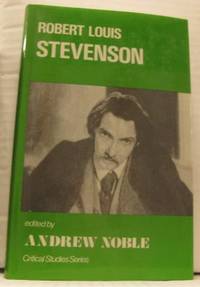 ROBERT LOUIS
STEVENSON
edited by
ANDREW NOBLE
Critical Studies Series